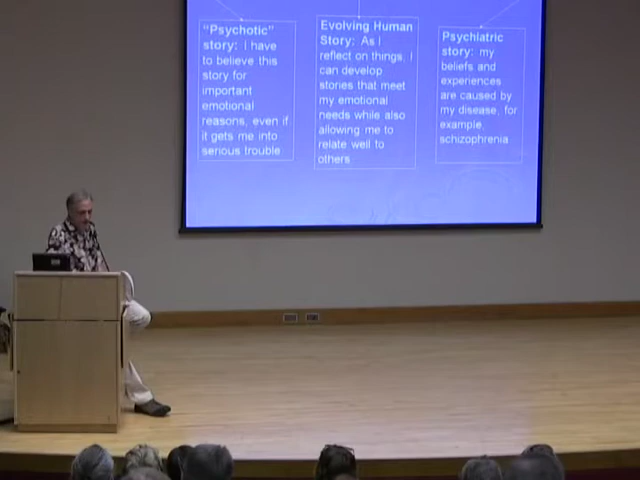 "Psychotic"
story: I have
to believe this
story for
important
emotional
reasons, even if
it gets me into
serious trouble
Evolving Human
Story: As I
reflect on things, I
can develop
stories that meet
my emotional
needs while also
allowing me to
relate well to
others
Psychiatric
story: my
beliefs and
experiences
are caused by
my disease, for
example,
schizophrenia